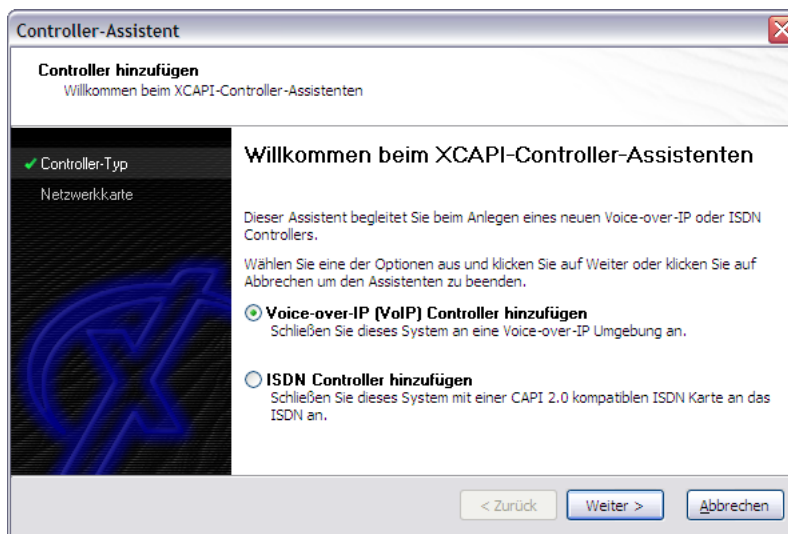 Controller-Assistent
Controller hinzufügen
Willkommen beim XCAPI-Controller-Assistenten
Controller-Typ
Netzwerkkarte
Willkommen beim XCAPI-Controller-Assistenten
Dieser Assistent begleitet Sie beim Anlegen eines neuen Voice-over-IP oder ISDN
Controllers.
Wählen Sie eine der Optionen aus und klicken Sie auf Weiter oder klicken Sie auf
Abbrechen um den Assistenten zu beenden.
Voice-over-IP (VoIP) Controller hinzufügen
Schließen Sie dieses System an eine Voice-over-IP Umgebung an.
ISDN Controller hinzufügen
Schließen Sie dieses System mit einer CAPI 2.0 kompatiblen ISDN Karte an das
ISDN an.
< Zurück
Weiter >
Abbrechen